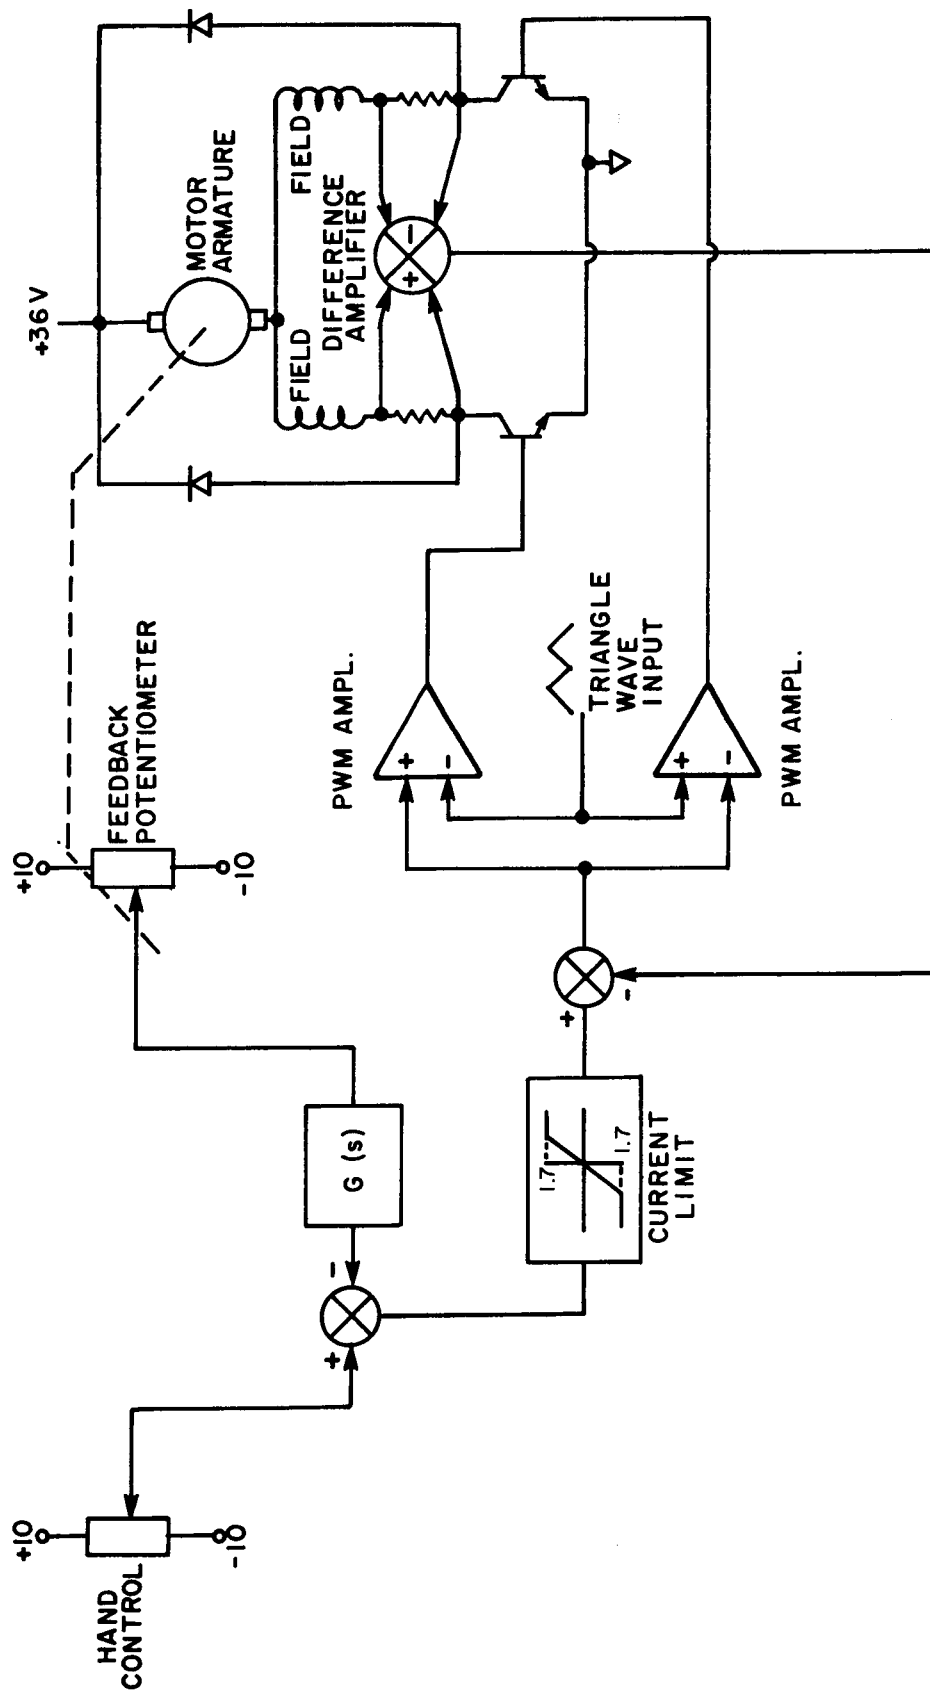 HAND
CONTROL
+10
-10
+
-
G (s)
FEEDBACK
POTENTIOMETER
+10
-10
1.7
1.7
CURRENT
LIMIT
+
-
PWM AMPL.
+
-
TRIANGLE
WAVE
INPUT
+
-
PWM AMPL.
+36V
MOTOR
ARMATURE
FIELD
FIELD
DIFFERENCE
AMPLIFIER
+
-